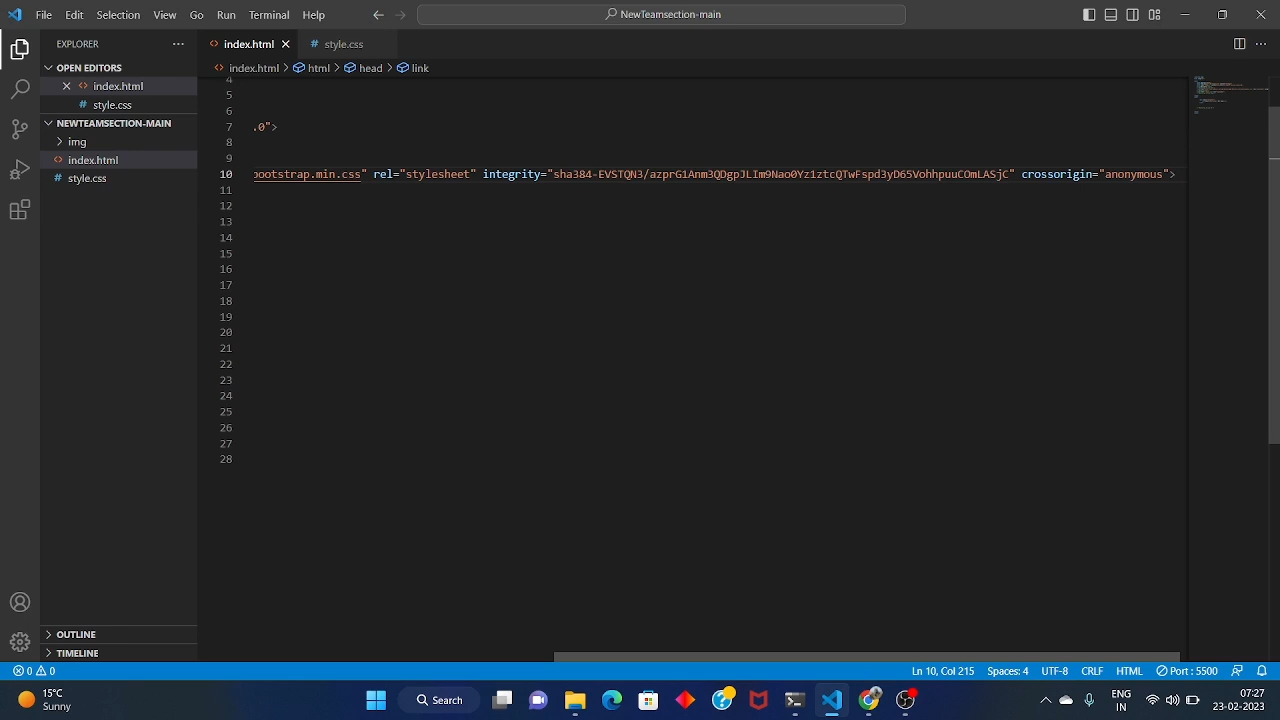 File Edit Selection View Go Run Terminal Help
NewTeamsection-main
EXPLORER
index.html
style.css
OPEN EDITORS
index.html > html > head > link
index.html
style.css
NEWTEAMSECTION-MAIN
img
index.html
style.css
4
5
6
7 .0">
8
9
10 bootstrap.min.css" rel="stylesheet" integrity="sha384-EVSTQN3/azprG1Anm3QDgpJLIm9Nao0Yz1ztcQTwFspd3yD65VohhpuuCOmLASjC" crossorigin="anonymous">
11
12
13
14
15
16
17
18
19
20
21
22
23
24
25
26
27
28
OUTLINE
TIMELINE
0 0
Ln 10, Col 215 Spaces: 4 UTF-8 CRLF HTML Port : 5500
15°C
Sunny
Search
ENG
IN
07:27
23-02-2023